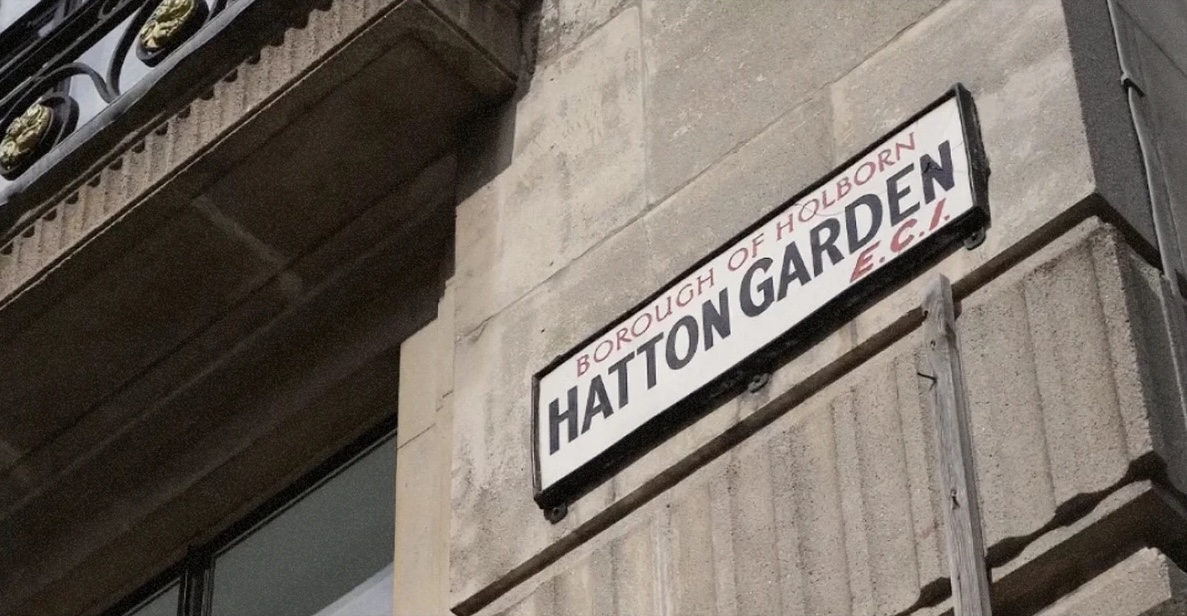 BOROUGH OF HOLBORN
HATTON GARDEN
E.C.1.